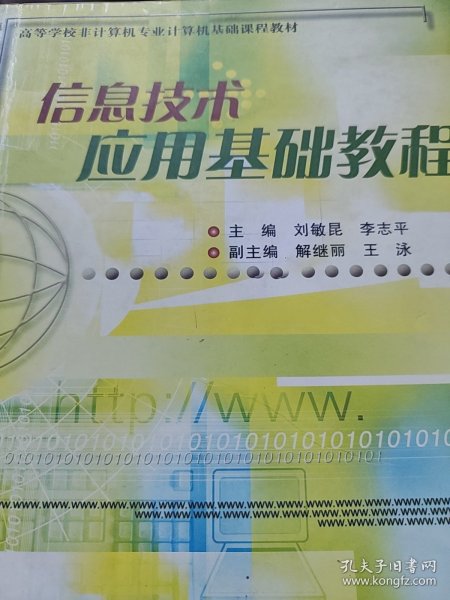 高等学校非计算机专业计算机基础课程教材
信息技术
应用基础教程
主 编 刘敏昆 李志平
副主编 解继丽 王 泳
http://www.
孔夫子旧书网
www.kongfz.com